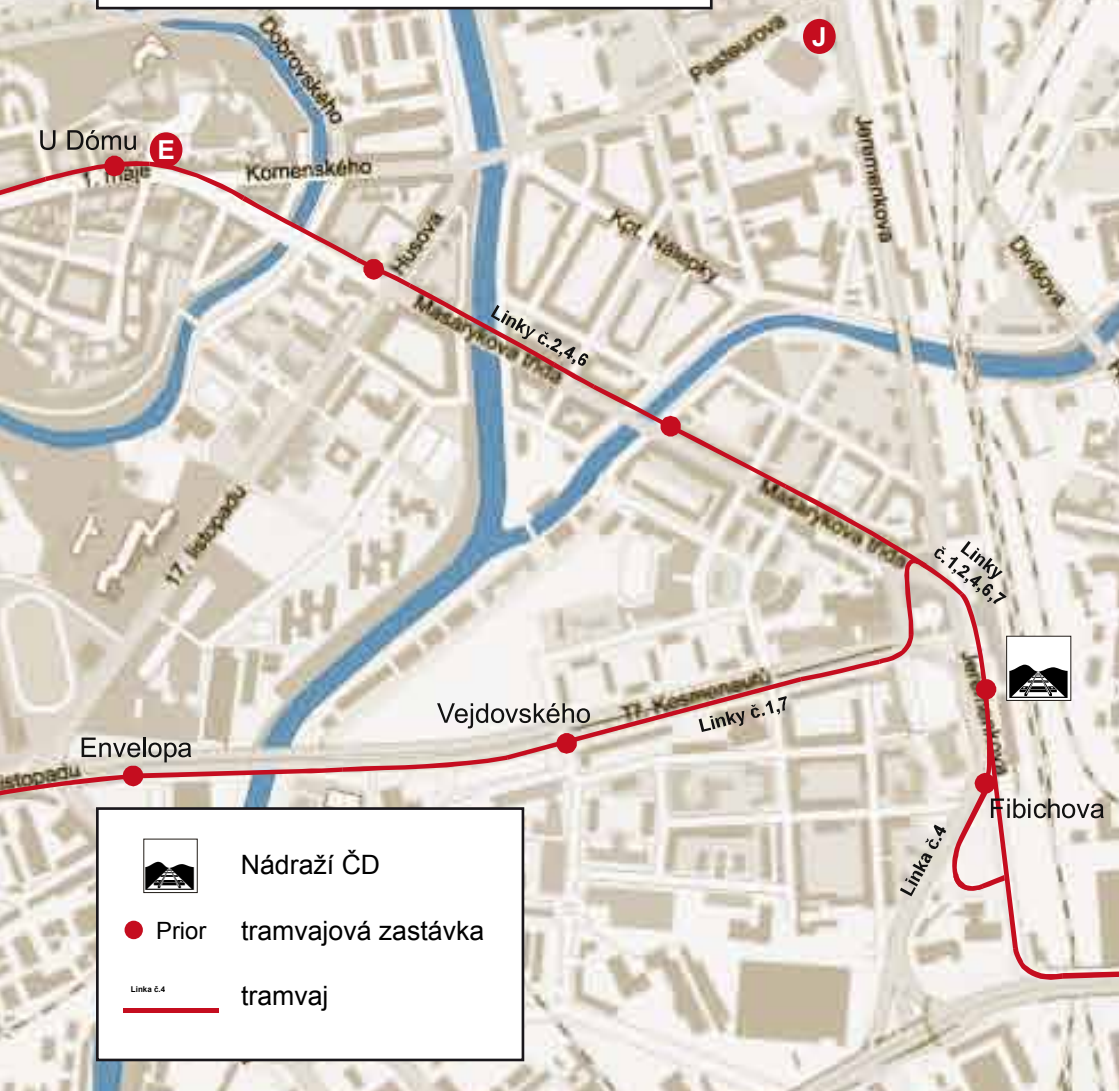 Dobrovského
Pasteurova
J
U Dómu
E
1. máje
Komenského
Jeremenkova
Husova
Kpt. Nálepky
Divišova
Masarykova třída
Linky č.2,4,6
17. listopadu
Masarykova třída
Linky
č.1,2,4,6,7
Jeremenkova
Vejdovského
Tř. Kosmonautů
Linky č.1,7
Envelopa
listopadu
Fibichova
Linka č.4
Nádraží ČD
Prior tramvajová zastávka
Linka č.4 tramvaj